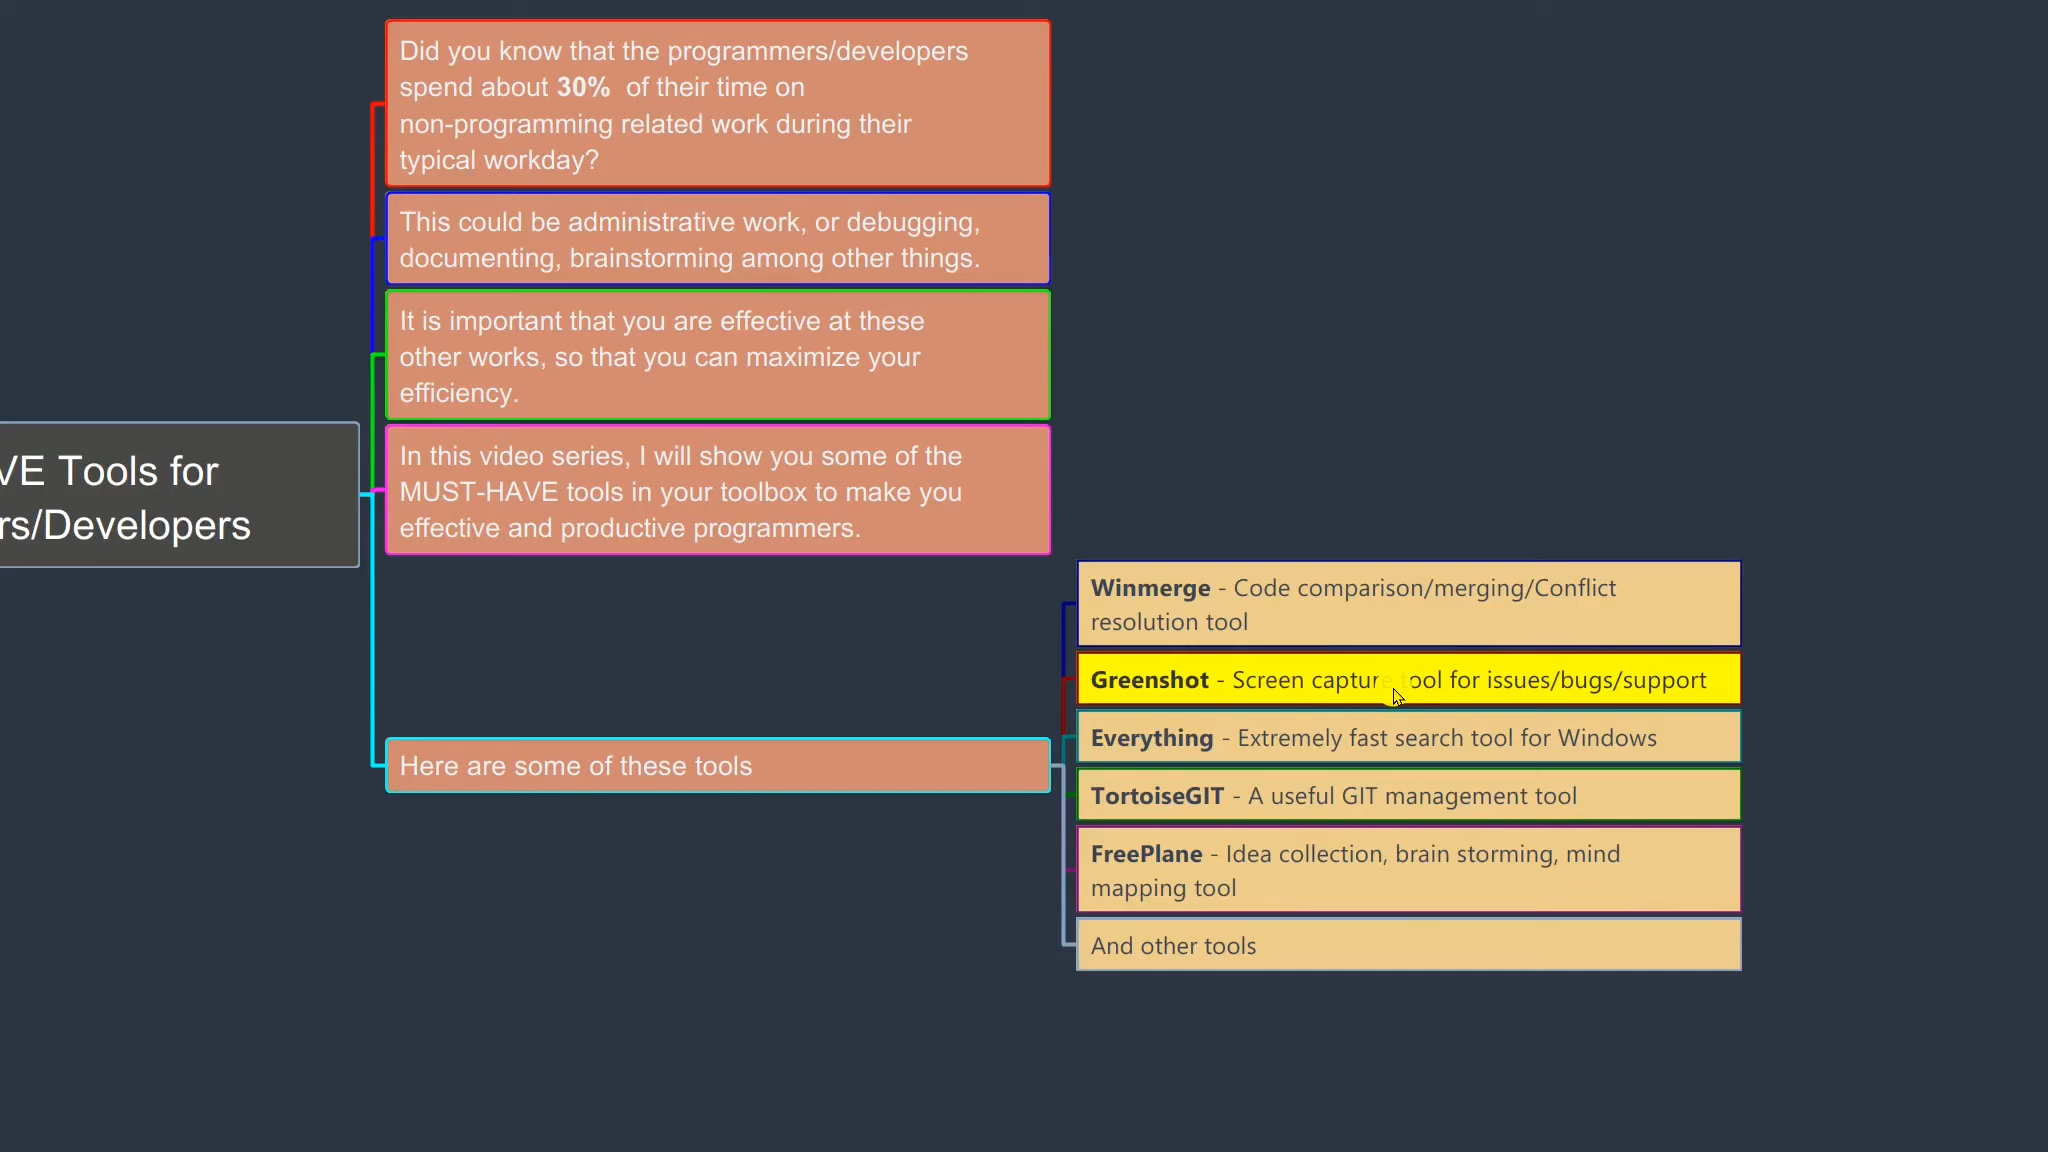 Did you know that the programmers/developers
spend about 30% of their time on
non-programming related work during their
typical workday?
This could be administrative work, or debugging,
documenting, brainstorming among other things.
It is important that you are effective at these
other works, so that you can maximize your
efficiency.
VE Tools for
rs/Developers
In this video series, I will show you some of the
MUST-HAVE tools in your toolbox to make you
effective and productive programmers.
Here are some of these tools
Winmerge - Code comparison/merging/Conflict
resolution tool
Greenshot - Screen capture tool for issues/bugs/support
Everything - Extremely fast search tool for Windows
TortoiseGIT - A useful GIT management tool
FreePlane - Idea collection, brain storming, mind
mapping tool
And other tools